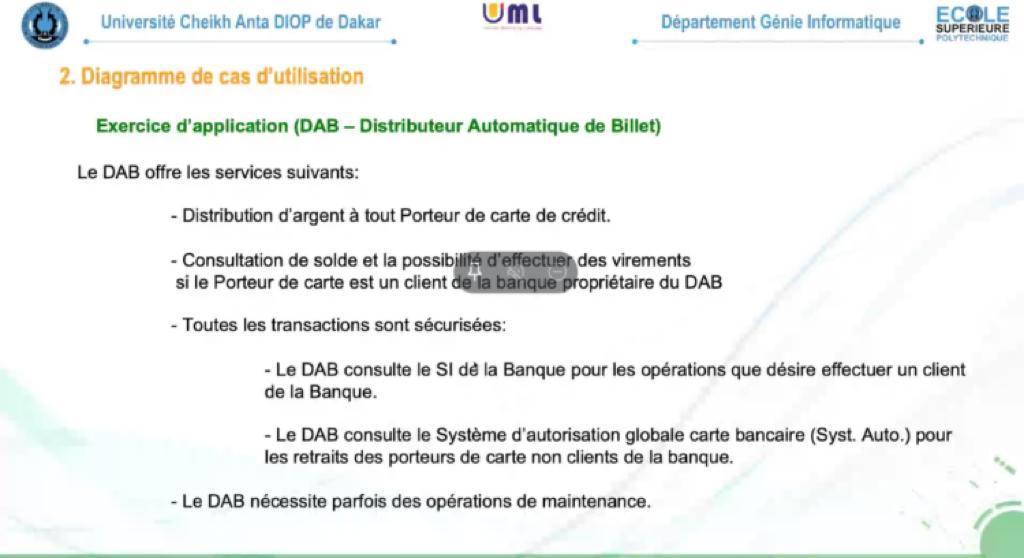 Université Cheikh Anta DIOP de Dakar
UML
Département Génie Informatique
ECOLE
SUPERIEURE
POLYTECHNIQUE
2. Diagramme de cas d'utilisation
Exercice d'application (DAB – Distributeur Automatique de Billet)
Le DAB offre les services suivants:
- Distribution d'argent à tout Porteur de carte de crédit.
- Consultation de solde et la possibilité d'effectuer des virements
si le Porteur de carte est un client de la banque propriétaire du DAB
- Toutes les transactions sont sécurisées:
- Le DAB consulte le SI de la Banque pour les opérations que désire effectuer un client
de la Banque.
- Le DAB consulte le Système d'autorisation globale carte bancaire (Syst. Auto.) pour
les retraits des porteurs de carte non clients de la banque.
- Le DAB nécessite parfois des opérations de maintenance.